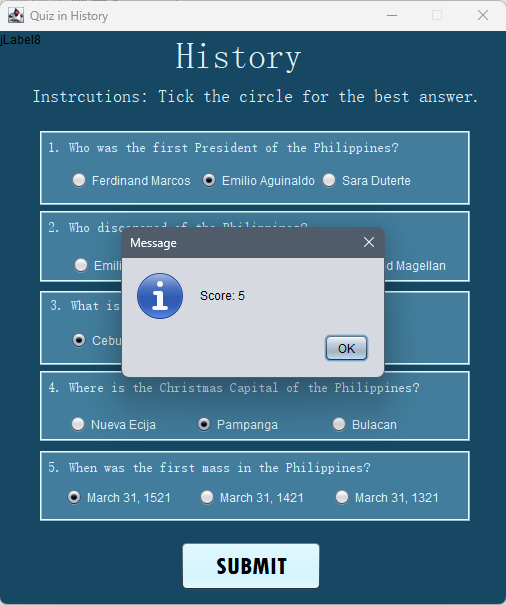 Quiz in History
jLabel8
History
Instrcutions: Tick the circle for the best answer.
1. Who was the first President of the Philippines?
Ferdinand Marcos Emilio Aguinaldo Sara Duterte
2. Who discovered of the Philippines?
Message
Emili d Magellan
Score: 5
3. What is
Cebu
OK
4. Where is the Christmas Capital of the Philippines?
Nueva Ecija Pampanga Bulacan
5. When was the first mass in the Philippines?
March 31, 1521 March 31, 1421 March 31, 1321
SUBMIT